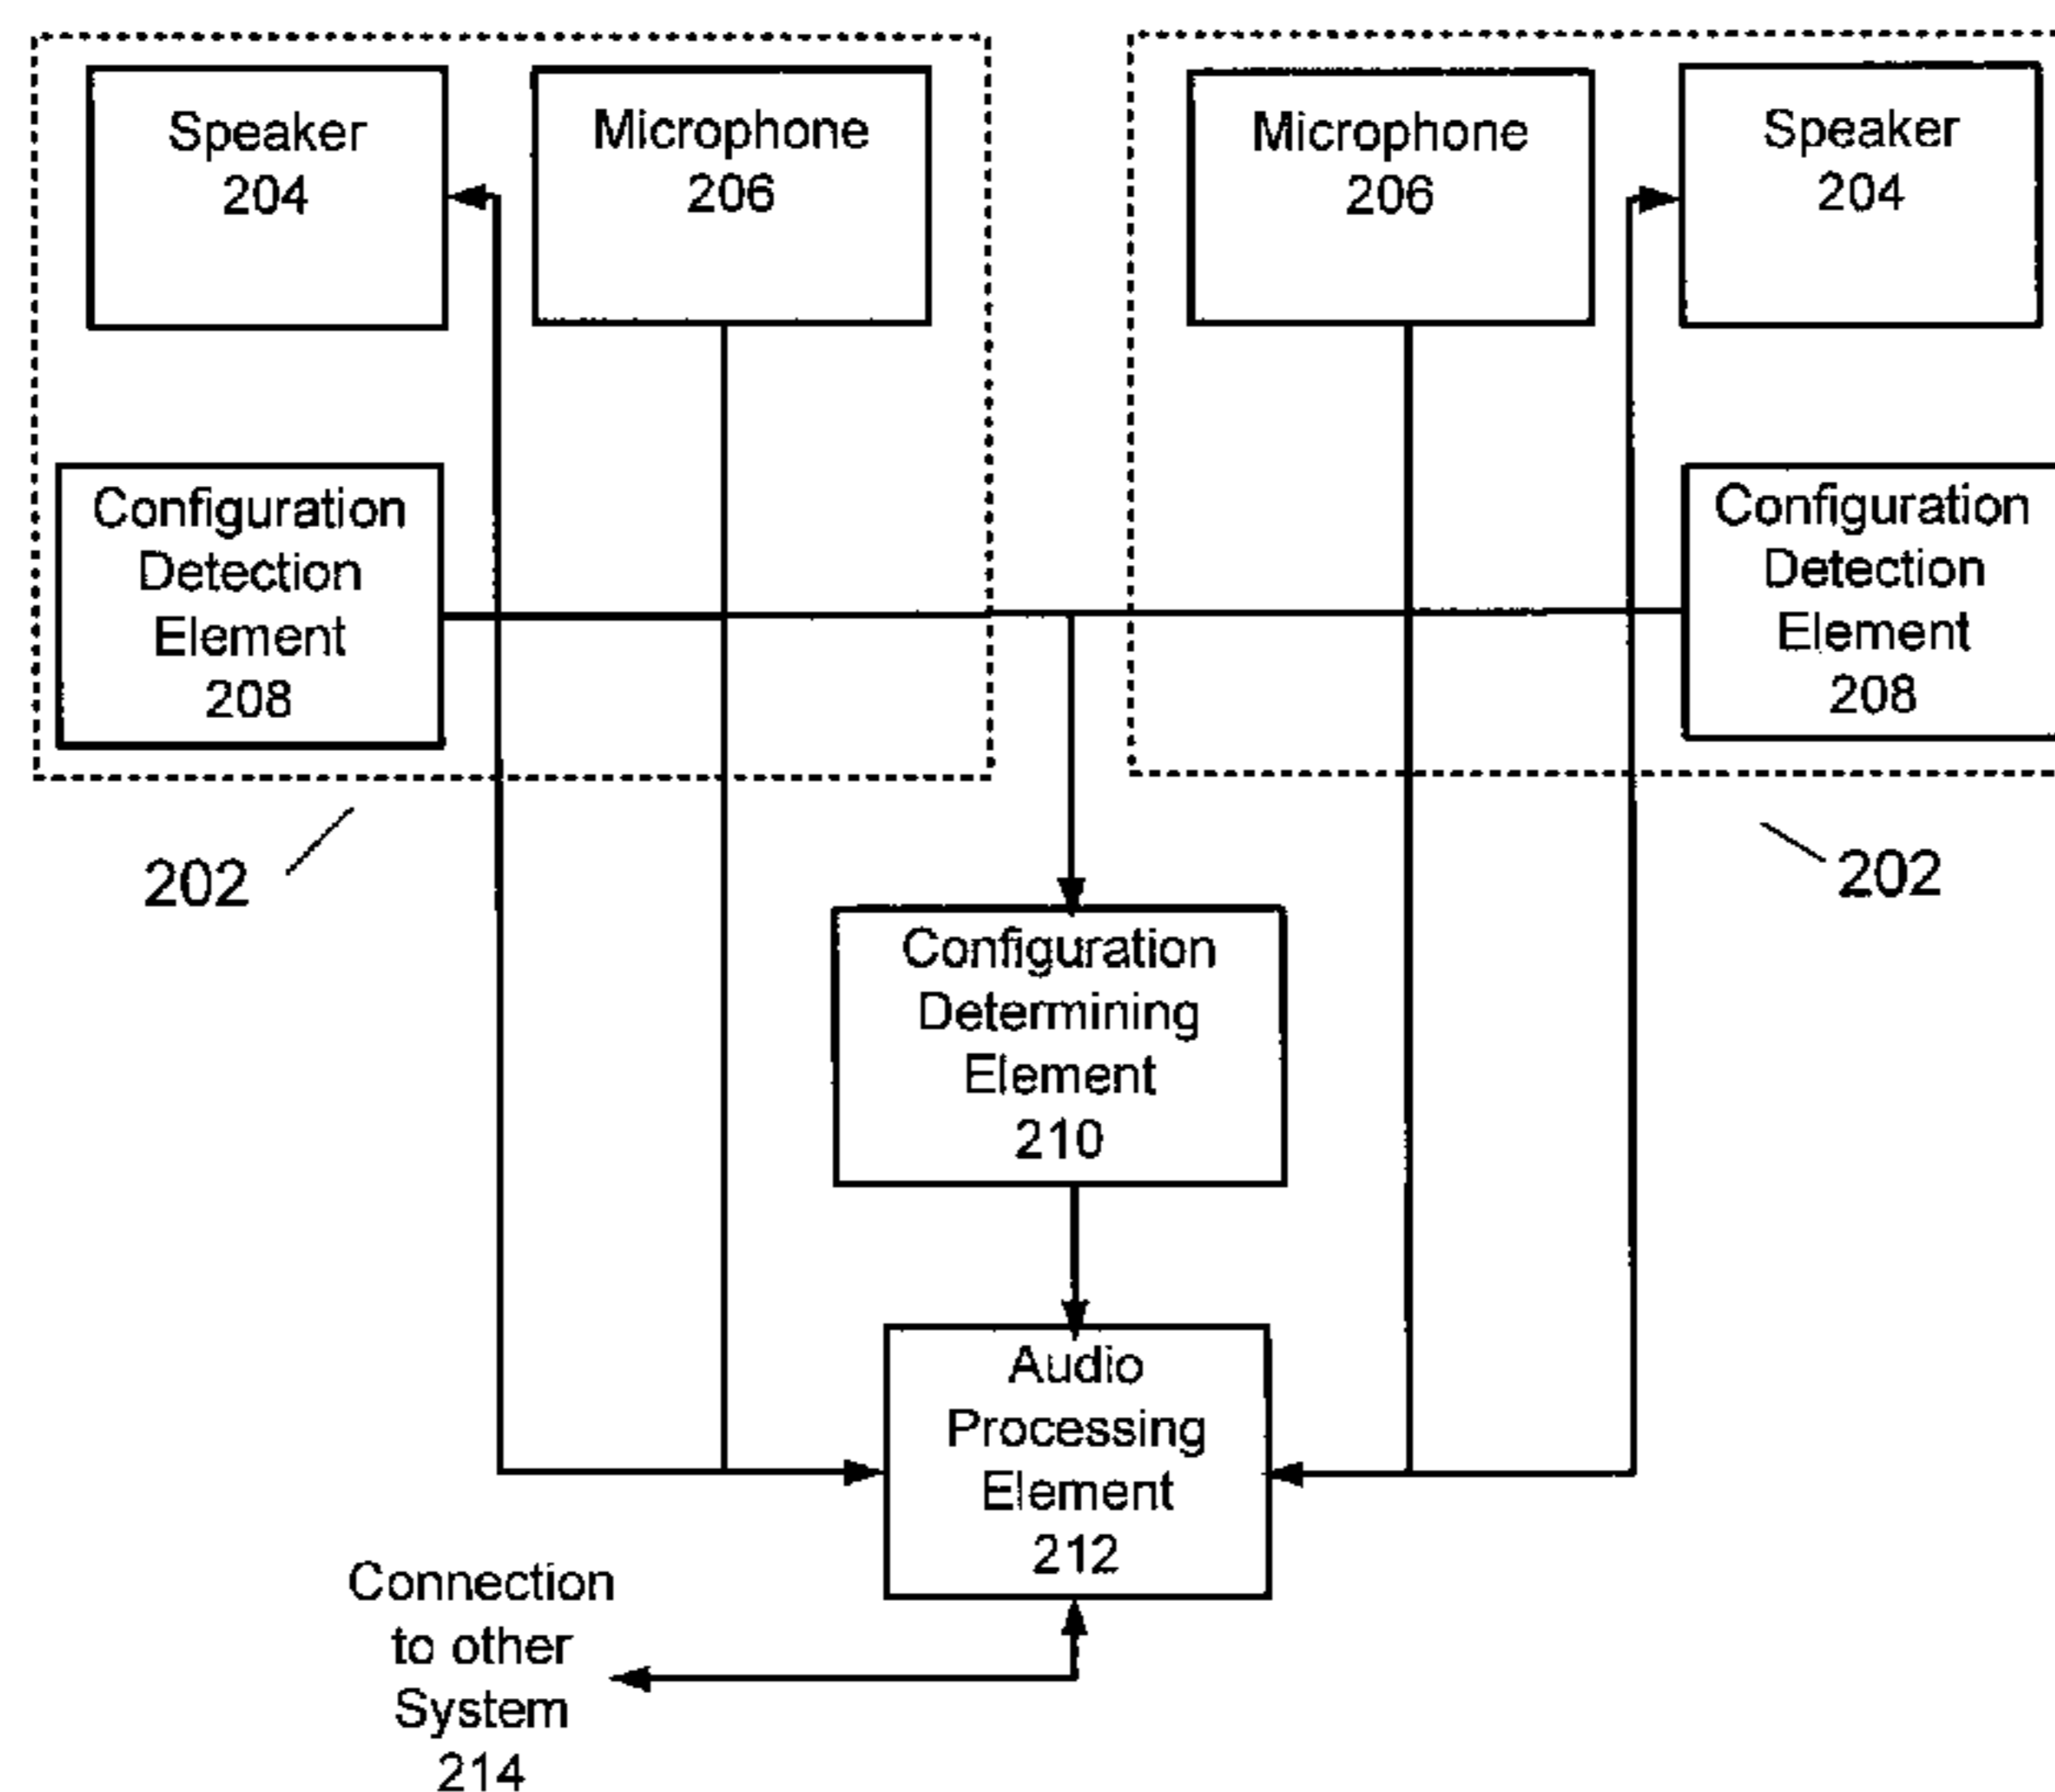 Speaker
204
Microphone
206
Microphone
206
Speaker
204
Configuration
Detection
Element
208
Configuration
Detection
Element
208
202
202
Configuration
Determining
Element
210
Audio
Processing
Element
212
Connection
to other
System
214